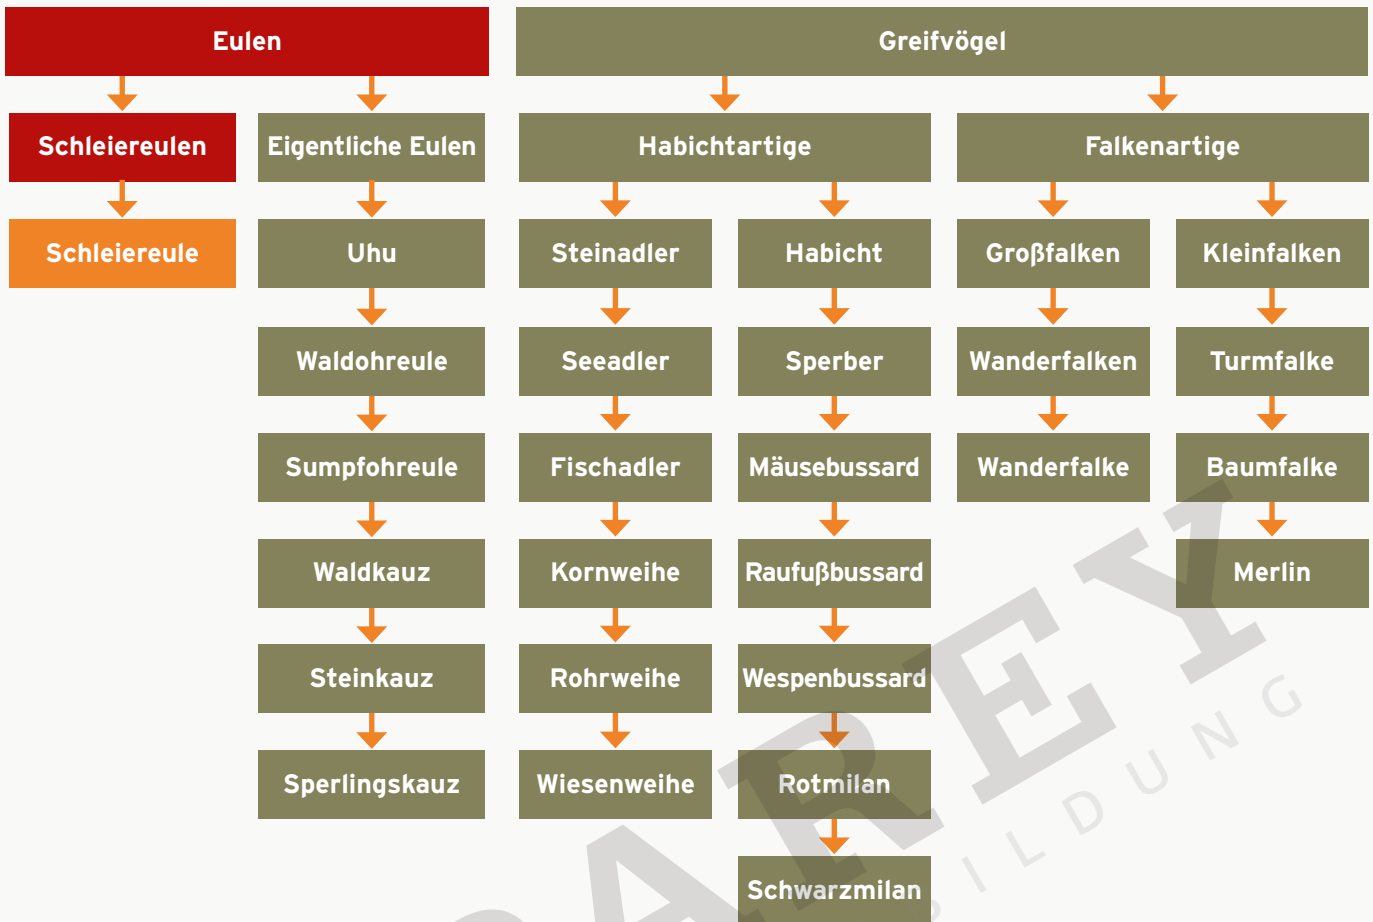 Eulen
Greifvögel
Schleiereulen
Eigentliche Eulen
Habichtartige
Falkenartige
Schleiereule
Uhu
Steinadler
Habicht
Großfalken
Kleinfalken
Waldohreule
Seeadler
Sperber
Wanderfalken
Turmfalke
Sumpfohreule
Fischadler
Mäusebussard
Wanderfalke
Baumfalke
Waldkauz
Kornweihe
Raufußbussard
Merlin
Steinkauz
Rohrweihe
Wespenbussard
Sperlingskauz
Wiesenweihe
Rotmilan
Schwarzmilan
AREY
BILDUNG